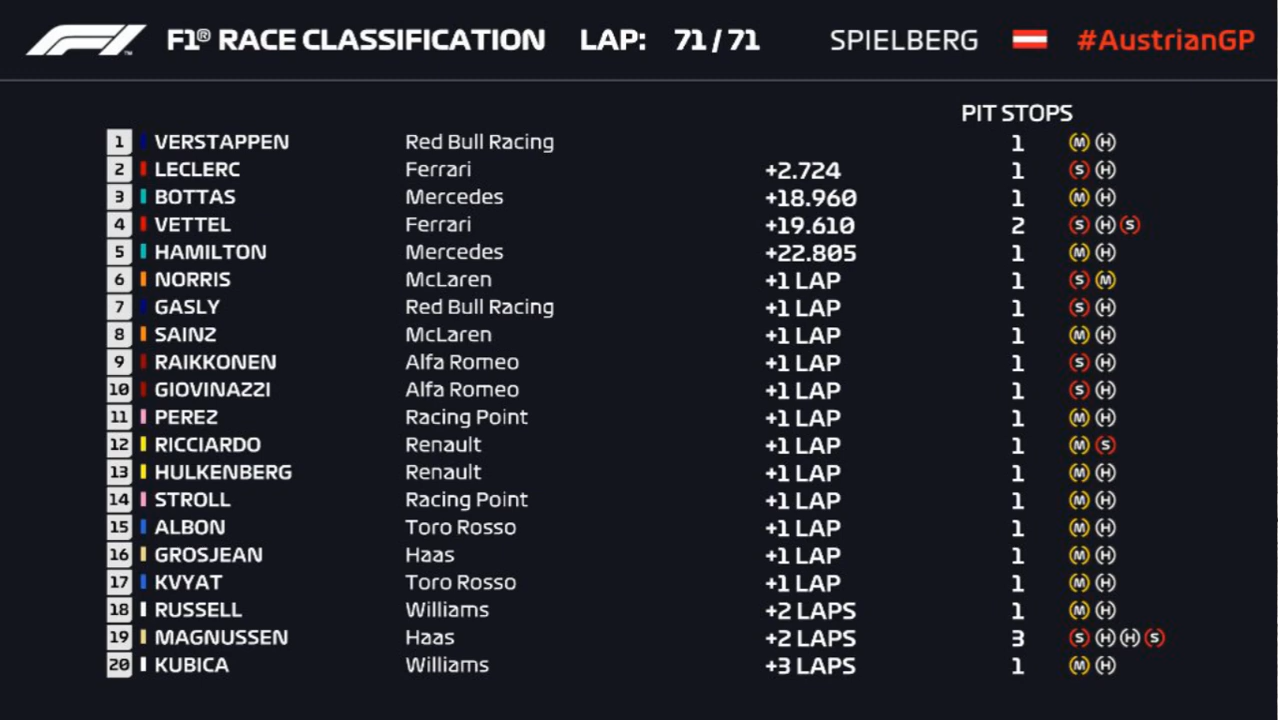 F1® RACE CLASSIFICATION LAP: 71/71 SPIELBERG #AustrianGP
PIT STOPS
1 VERSTAPPEN Red Bull Racing 1 M H
2 LECLERC Ferrari +2.724 1 S H
3 BOTTAS Mercedes +18.960 1 M H
4 VETTEL Ferrari +19.610 2 S H S
5 HAMILTON Mercedes +22.805 1 M H
6 NORRIS McLaren +1 LAP 1 S M
7 GASLY Red Bull Racing +1 LAP 1 S H
8 SAINZ McLaren +1 LAP 1 M H
9 RAIKKONEN Alfa Romeo +1 LAP 1 S H
10 GIOVINAZZI Alfa Romeo +1 LAP 1 S H
11 PEREZ Racing Point +1 LAP 1 M H
12 RICCIARDO Renault +1 LAP 1 M S
13 HULKENBERG Renault +1 LAP 1 M H
14 STROLL Racing Point +1 LAP 1 M H
15 ALBON Toro Rosso +1 LAP 1 M H
16 GROSJEAN Haas +1 LAP 1 M H
17 KVYAT Toro Rosso +1 LAP 1 M H
18 RUSSELL Williams +2 LAPS 1 M H
19 MAGNUSSEN Haas +2 LAPS 3 S H H S
20 KUBICA Williams +3 LAPS 1 M H